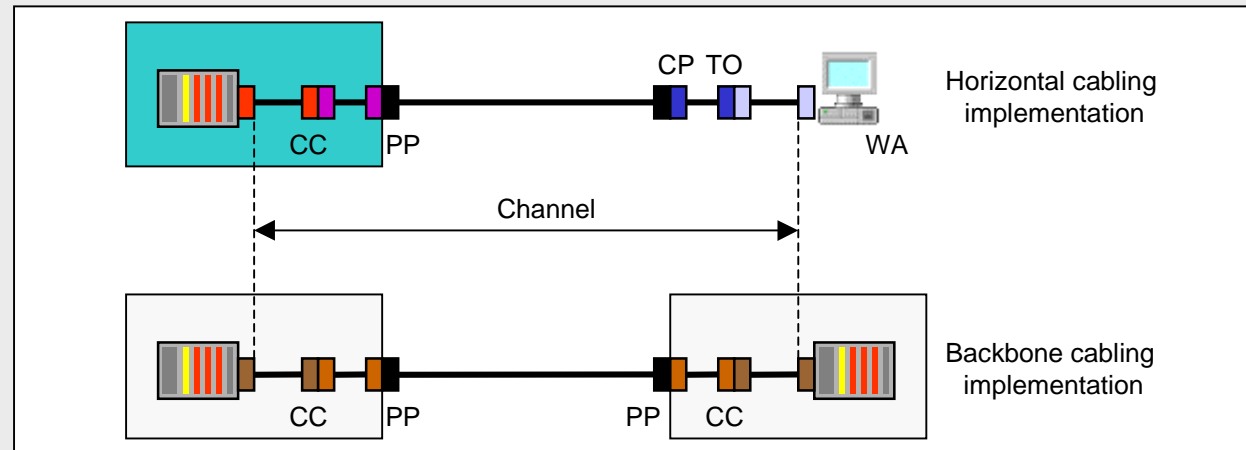 CP TO
Horizontal cabling
implementation
CC PP WA
Channel
Backbone cabling
implementation
CC PP PP CC